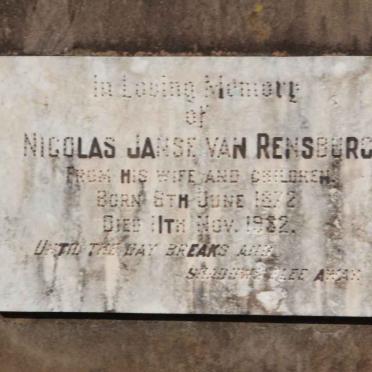 In Loving Memory
of
NICOLAS JANSE VAN RENSBURG
FROM HIS WIFE AND CHILDREN.
BORN 6TH JUNE 1872
DIED 11TH NOV. 1932.
UNTIL THE DAY BREAKS AND
SHADOWS FLEE AWAY